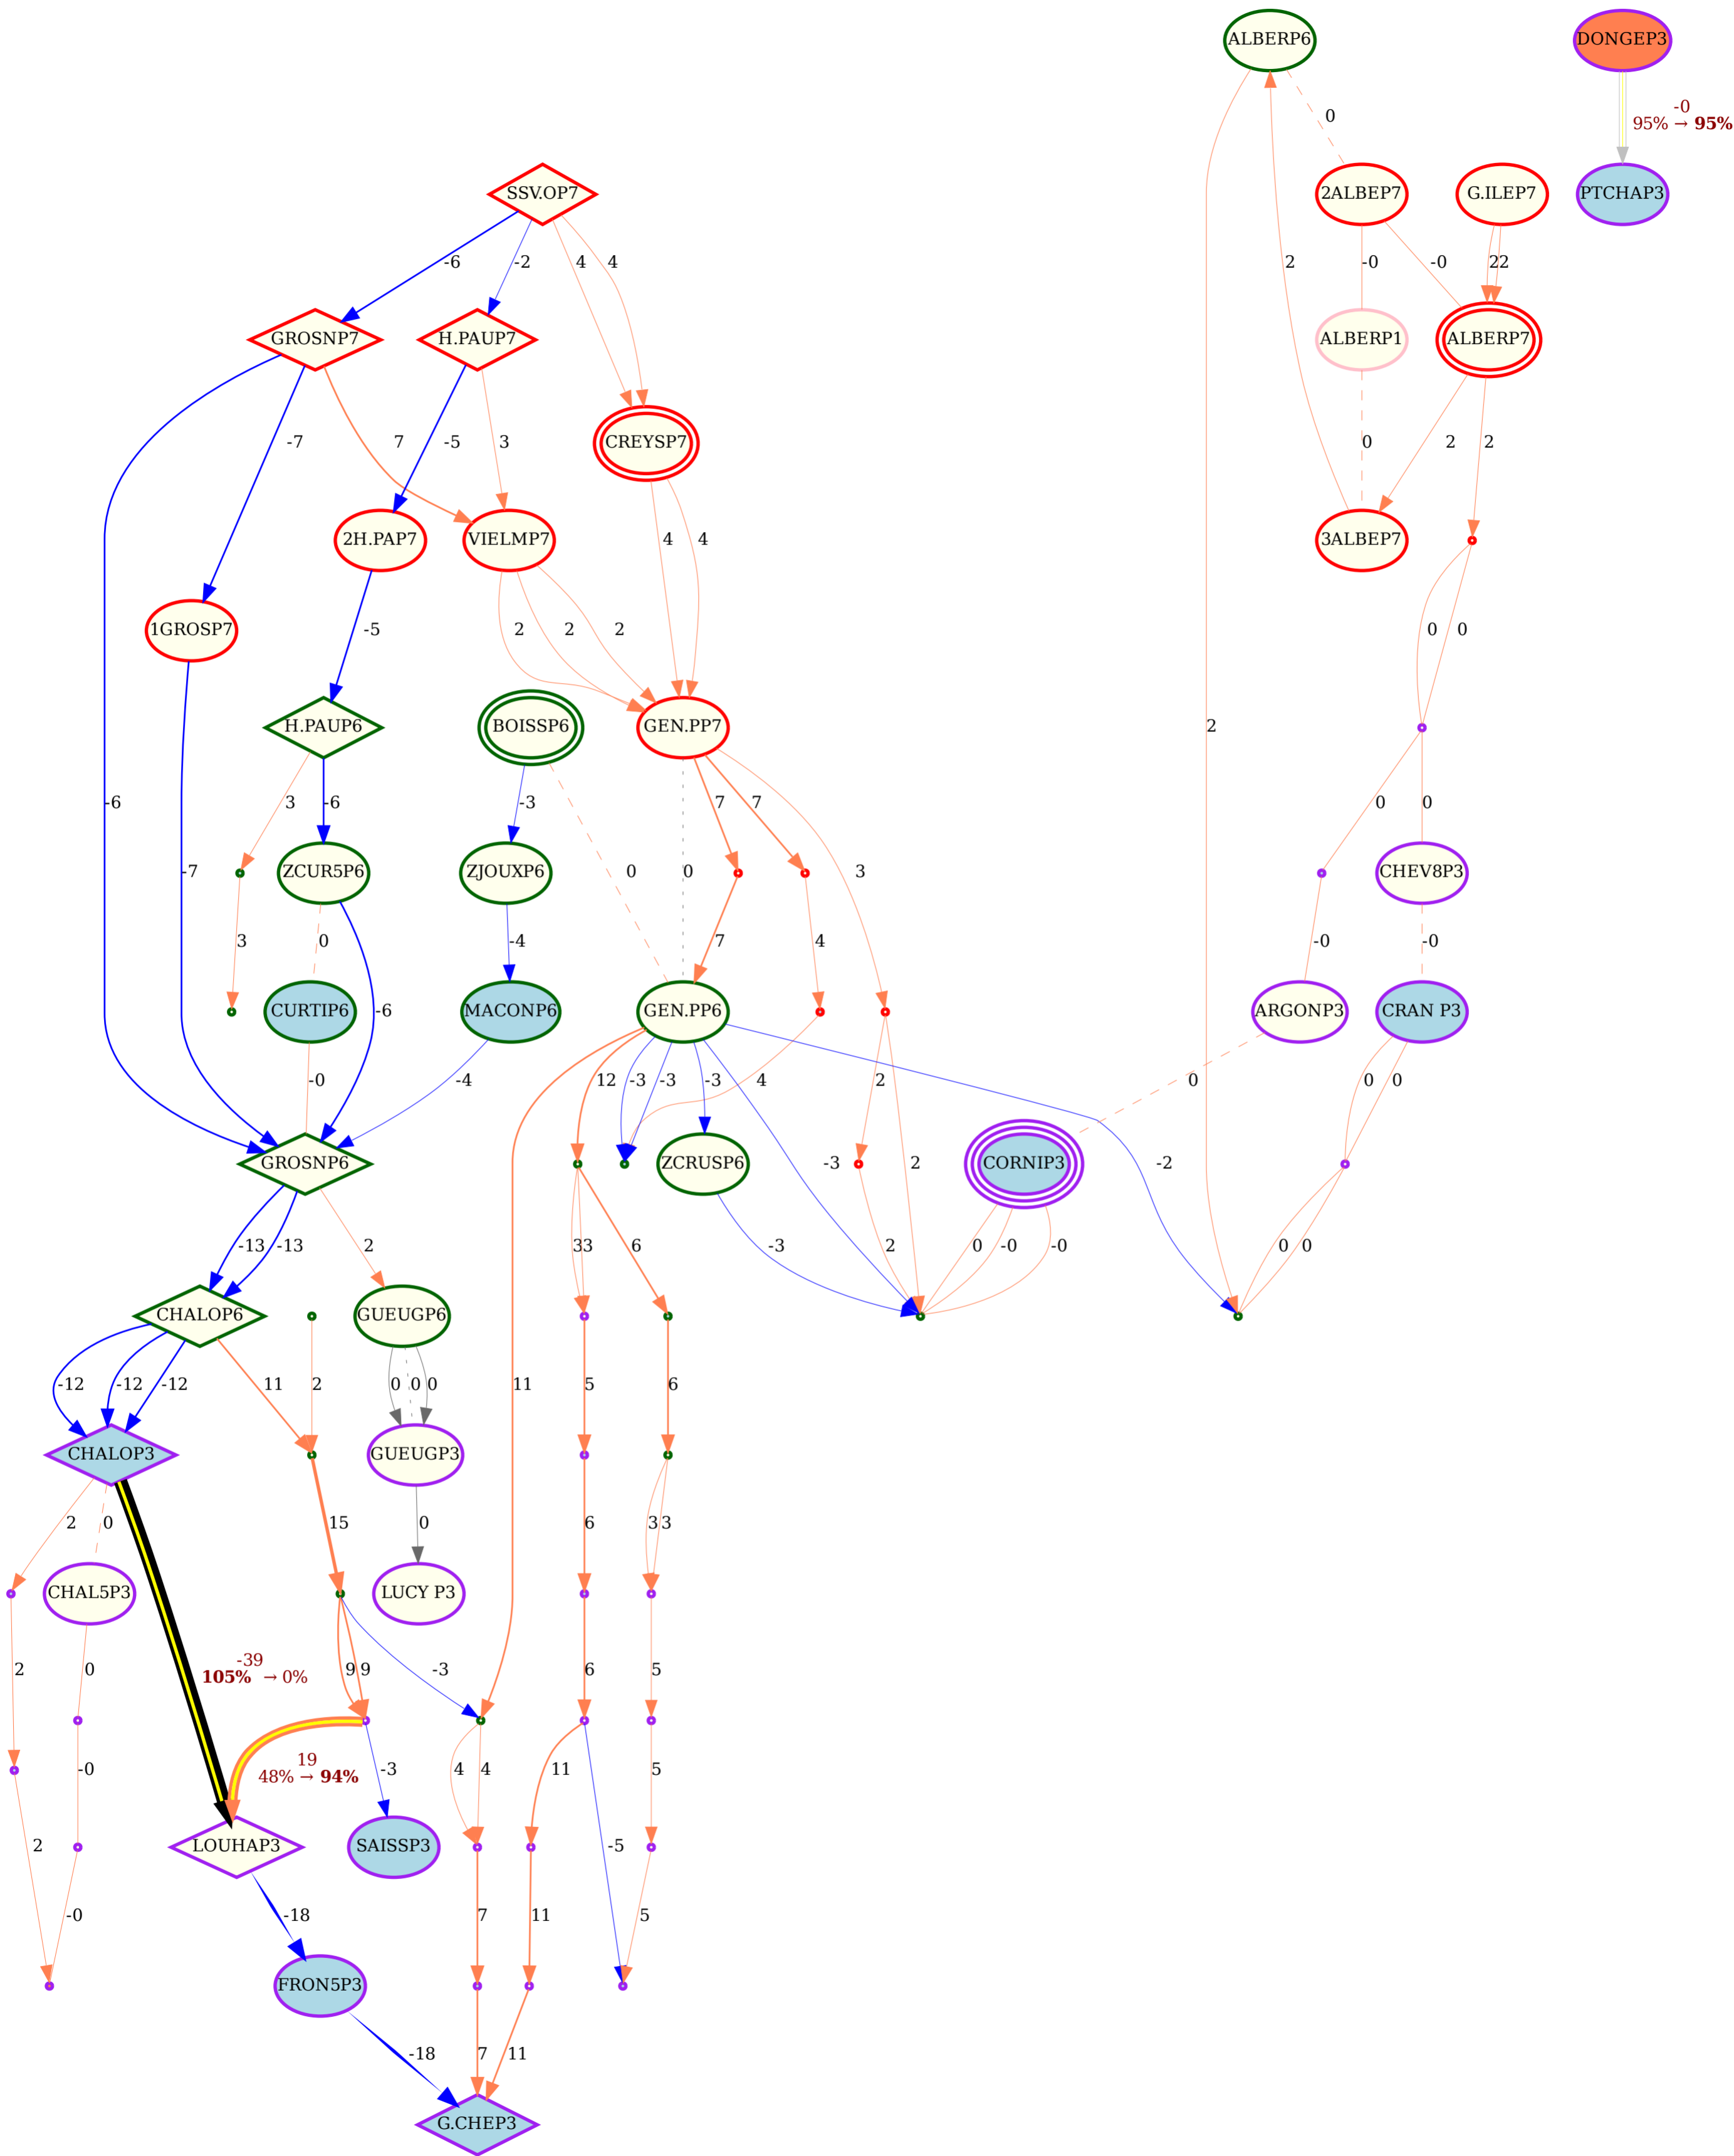 ALBERP6
DONGEP3
0
-0
95% → 95%
SSV.OP7
2ALBEP7
G.ILEP7
PTCHAP3
-6
-2
4
4
2
-0
-0
2
2
GROSNP7
H.PAUP7
ALBERP1
ALBERP7
CREYSP7
-7
7
-5
3
0
2
2
2H.PAP7
VIELMP7
3ALBEP7
4
4
1GROSP7
-5
2
2
2
0
0
H.PAUP6
BOISSP6
GEN.PP7
2
-6
3
-6
-3
0
0
7
7
3
0
0
-7
ZCUR5P6
ZJOUXP6
CHEV8P3
3
0
-4
7
4
-0
-0
CURTIP6
MACONP6
GEN.PP6
ARGONP3
CRAN P3
-6
-0
-4
12
-3
-3
-3
4
2
0
0
0
GROSNP6
ZCRUSP6
CORNIP3
-3
2
-2
-13
-13
2
33
6
-3
2
0
-0
-0
0
0
CHALOP6
GUEUGP6
-12
-12
-12
11
2
0
0
0
11
5
6
CHALOP3
GUEUGP3
2
0
15
0
6
3
3
CHAL5P3
LUCY P3
2
0
-39
105% → 0%
9
9
-3
6
5
2
-0
19
48% → 94%
-3
4
4
11
-5
5
LOUHAP3
SAISSP3
-0
-18
7
11
5
FRON5P3
-18
7
11
G.CHEP3